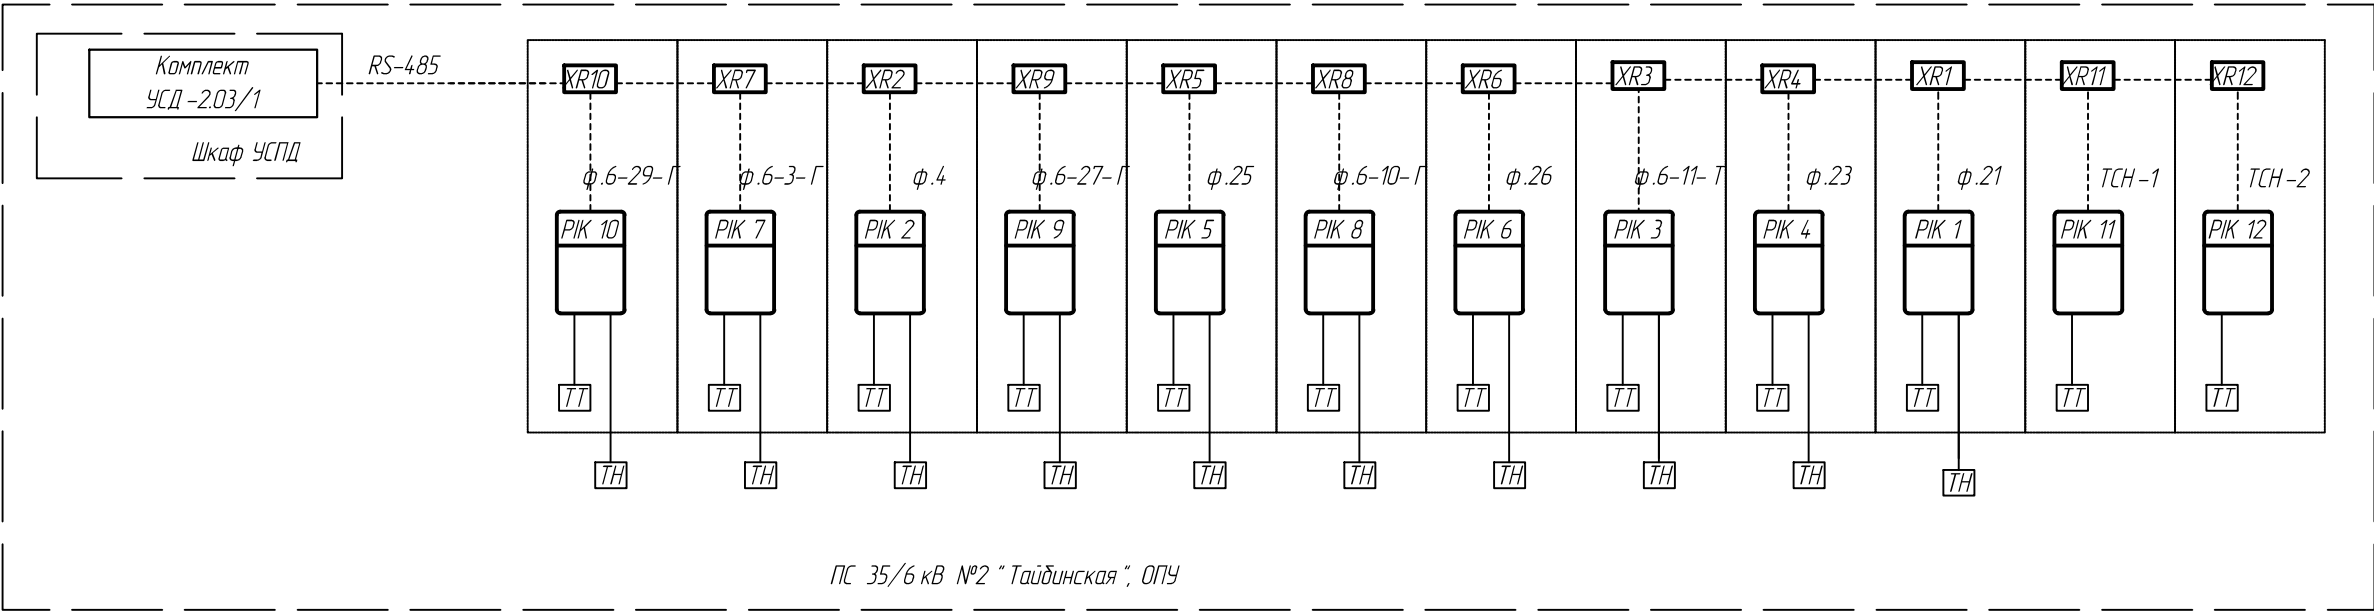 Комплект
УСД-2.03/1
Шкаф УСПД
RS-485
XR10 XR7 XR2 XR9 XR5 XR8 XR6 XR3 XR4 XR1 XR11 XR12
ф.6-29-Г ф.6-3-Г ф.4 ф.6-27-Г ф.25 ф.6-10-Г ф.26 ф.6-11-Т ф.23 ф.21 ТСН-1 ТСН-2
PIK 10 PIK 7 PIK 2 PIK 9 PIK 5 PIK 8 PIK 6 PIK 3 PIK 4 PIK 1 PIK 11 PIK 12
ТТ ТТ ТТ ТТ ТТ ТТ ТТ ТТ ТТ ТТ ТТ ТТ
ТН ТН ТН ТН ТН ТН ТН ТН ТН ТН
ПС 35/6 кВ №2 "Тайбинская", ОПУ